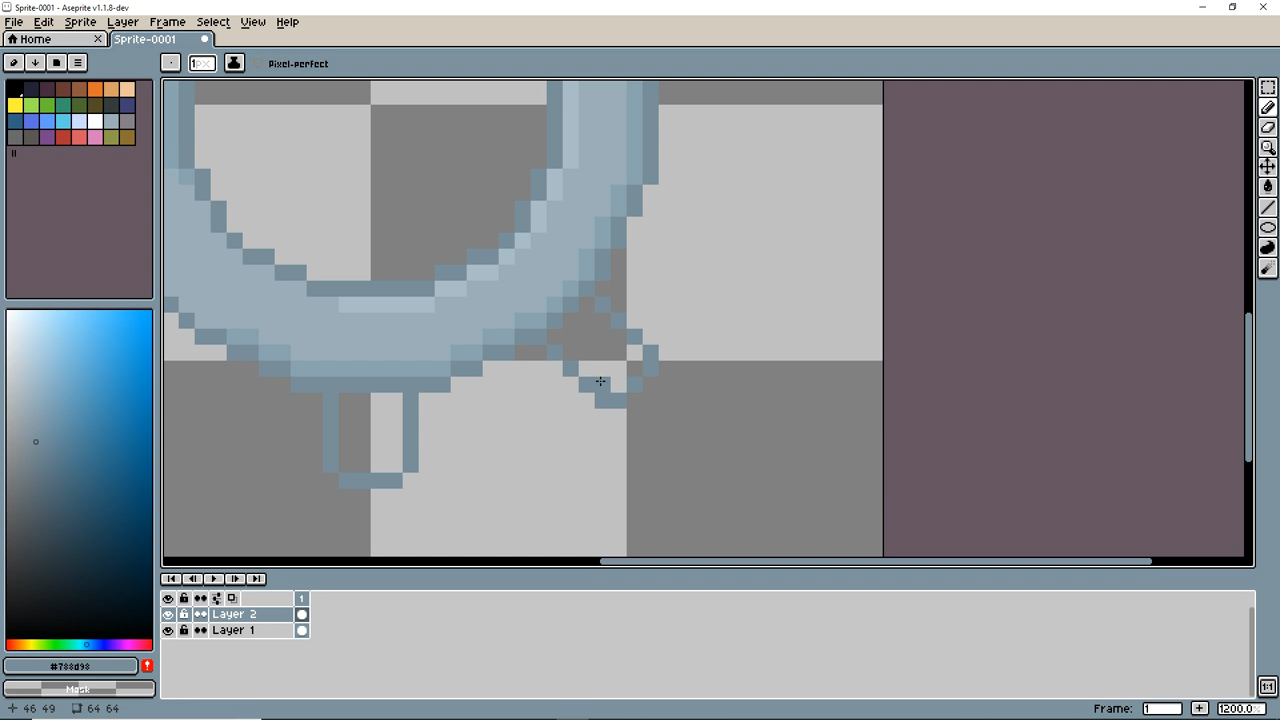 Sprite-0001 - Aseprite v1.1.8-dev
File Edit Sprite Layer Frame Select View Help
Home Sprite-0001
1px Pixel-perfect
#788d98
Mask
1
Layer 2
Layer 1
46 49 64 64
Frame: 1 1200.0%
1:1